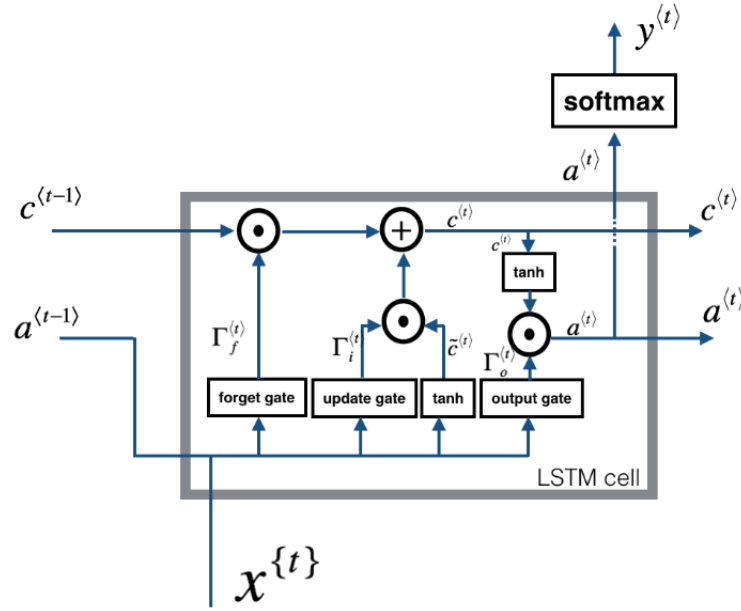 y⟨t⟩
softmax
a⟨t⟩
c⟨t−1⟩
c⟨t⟩
c⟨t⟩
c⟨t⟩
tanh
a⟨t−1⟩
Γf⟨t⟩
Γi⟨t⟩
c̃⟨t⟩
Γo⟨t⟩
a⟨t⟩
a⟨t⟩
forget gate
update gate
tanh
output gate
LSTM cell
x{t}